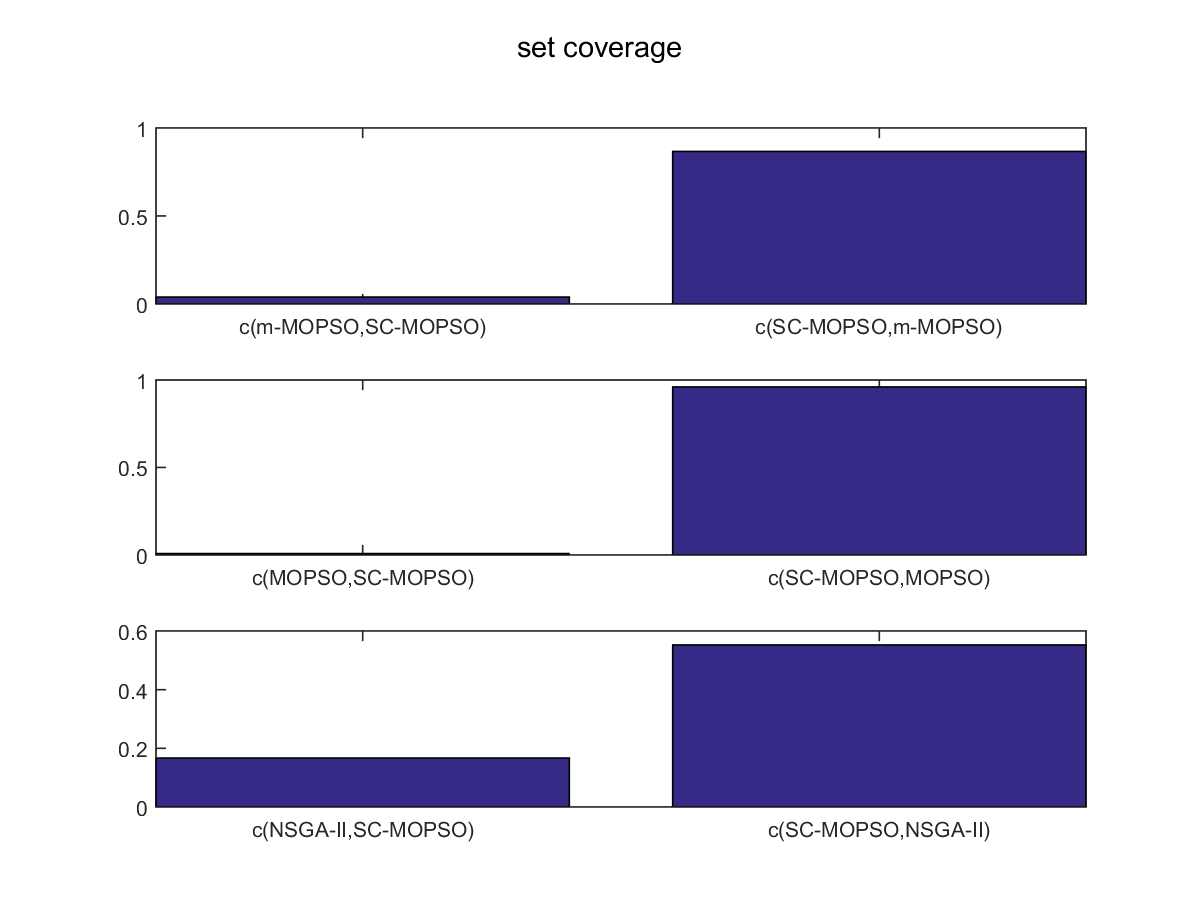 set coverage
1
0.5
0
c(m-MOPSO,SC-MOPSO) c(SC-MOPSO,m-MOPSO)
1
0.5
0
c(MOPSO,SC-MOPSO) c(SC-MOPSO,MOPSO)
0.6
0.4
0.2
0
c(NSGA-II,SC-MOPSO) c(SC-MOPSO,NSGA-II)